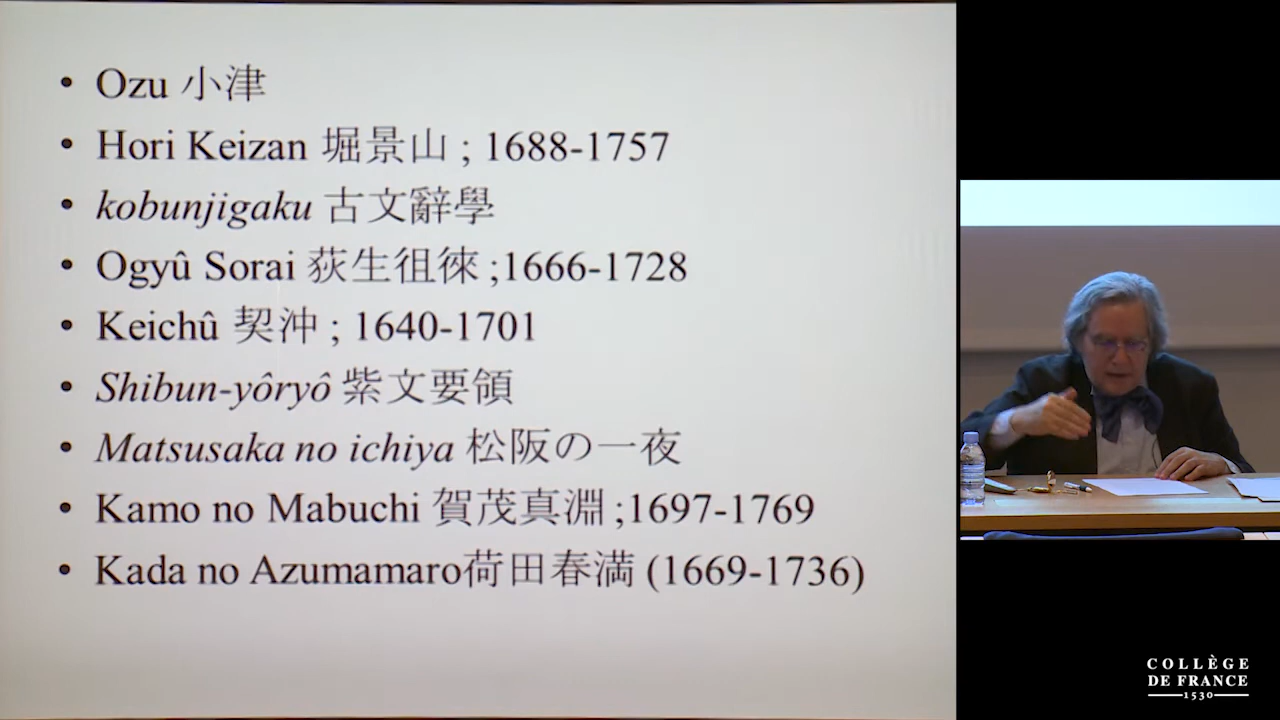 • Ozu 小津
• Hori Keizan 堀景山 ; 1688-1757
• kobunjigaku 古文辭學
• Ogyû Sorai 荻生徂徠 ;1666-1728
• Keichû 契沖 ; 1640-1701
• Shibun-yôryô 紫文要領
• Matsusaka no ichiya 松阪の一夜
• Kamo no Mabuchi 賀茂真淵 ;1697-1769
• Kada no Azumamaro荷田春満 (1669-1736)
COLLÈGE
DE FRANCE
1530